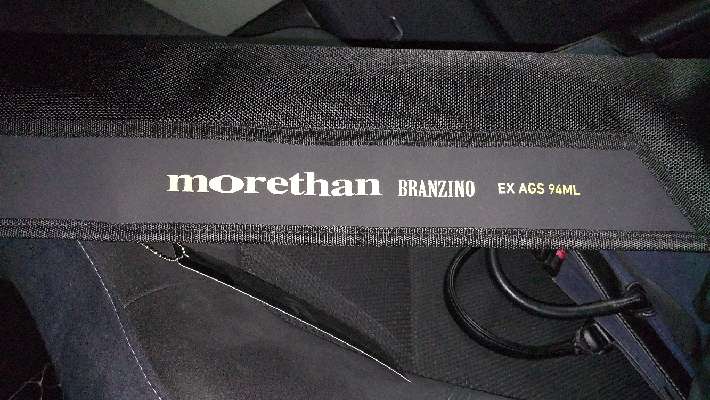 morethan BRANZINO EX AGS 94ML